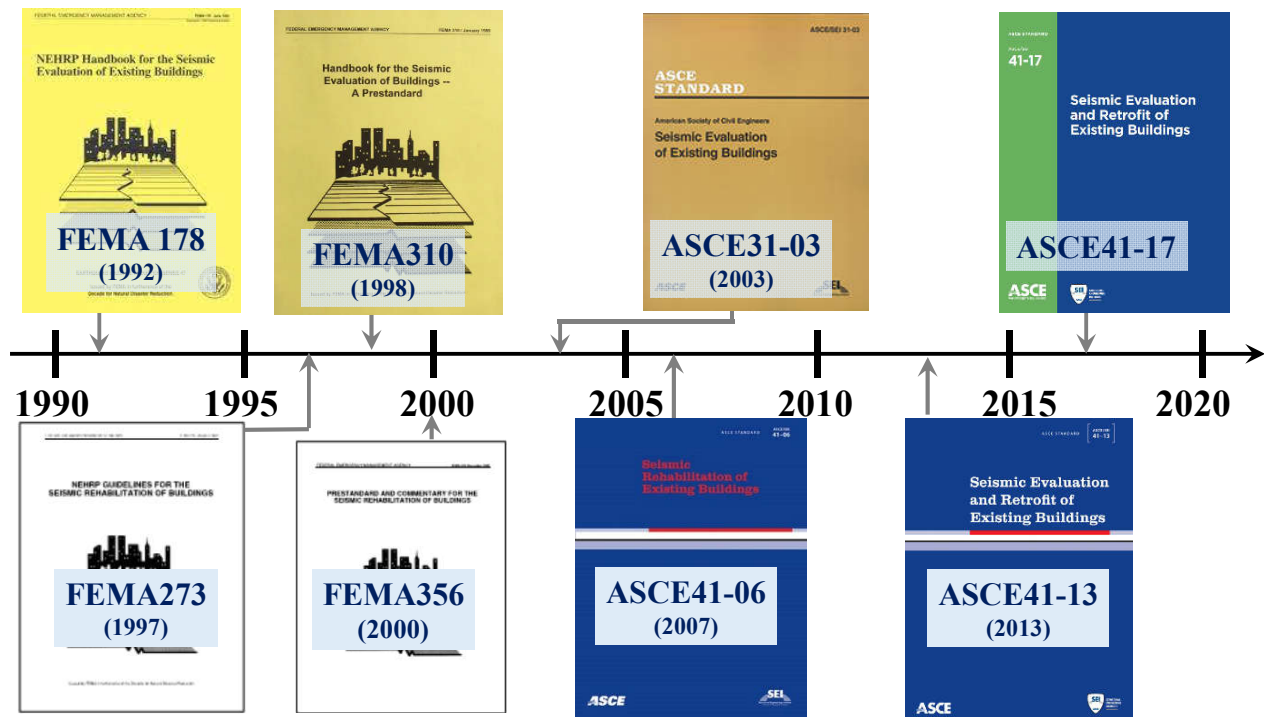 FEDERAL EMERGENCY MANAGEMENT AGENCY
NEHRP Handbook for the Seismic
Evaluation of Existing Buildings
FEMA 178
(1992)
FEDERAL EMERGENCY MANAGEMENT AGENCY
Handbook for the Seismic
Evaluation of Buildings --
A Prestandard
FEMA310
(1998)
ASCE/SEI 31-03
ASCE
STANDARD
American Society of Civil Engineers
Seismic Evaluation
of Existing Buildings
ASCE31-03
(2003)
ASCE
SEI
ASCE STANDARD
41-17
Seismic Evaluation
and Retrofit of
Existing Buildings
ASCE41-17
ASCE
SEI
1990
1995
2000
2005
2010
2015
2020
NEHRP GUIDELINES FOR THE
SEISMIC REHABILITATION OF BUILDINGS
FEMA273
(1997)
FEDERAL EMERGENCY MANAGEMENT AGENCY
PRESTANDARD AND COMMENTARY FOR THE
SEISMIC REHABILITATION OF BUILDINGS
FEMA356
(2000)
ASCE STANDARD
41-06
Seismic
Rehabilitation of
Existing Buildings
ASCE41-06
(2007)
ASCE
SEI
ASCE STANDARD
41-13
Seismic Evaluation
and Retrofit of
Existing Buildings
ASCE41-13
(2013)
ASCE
SEI